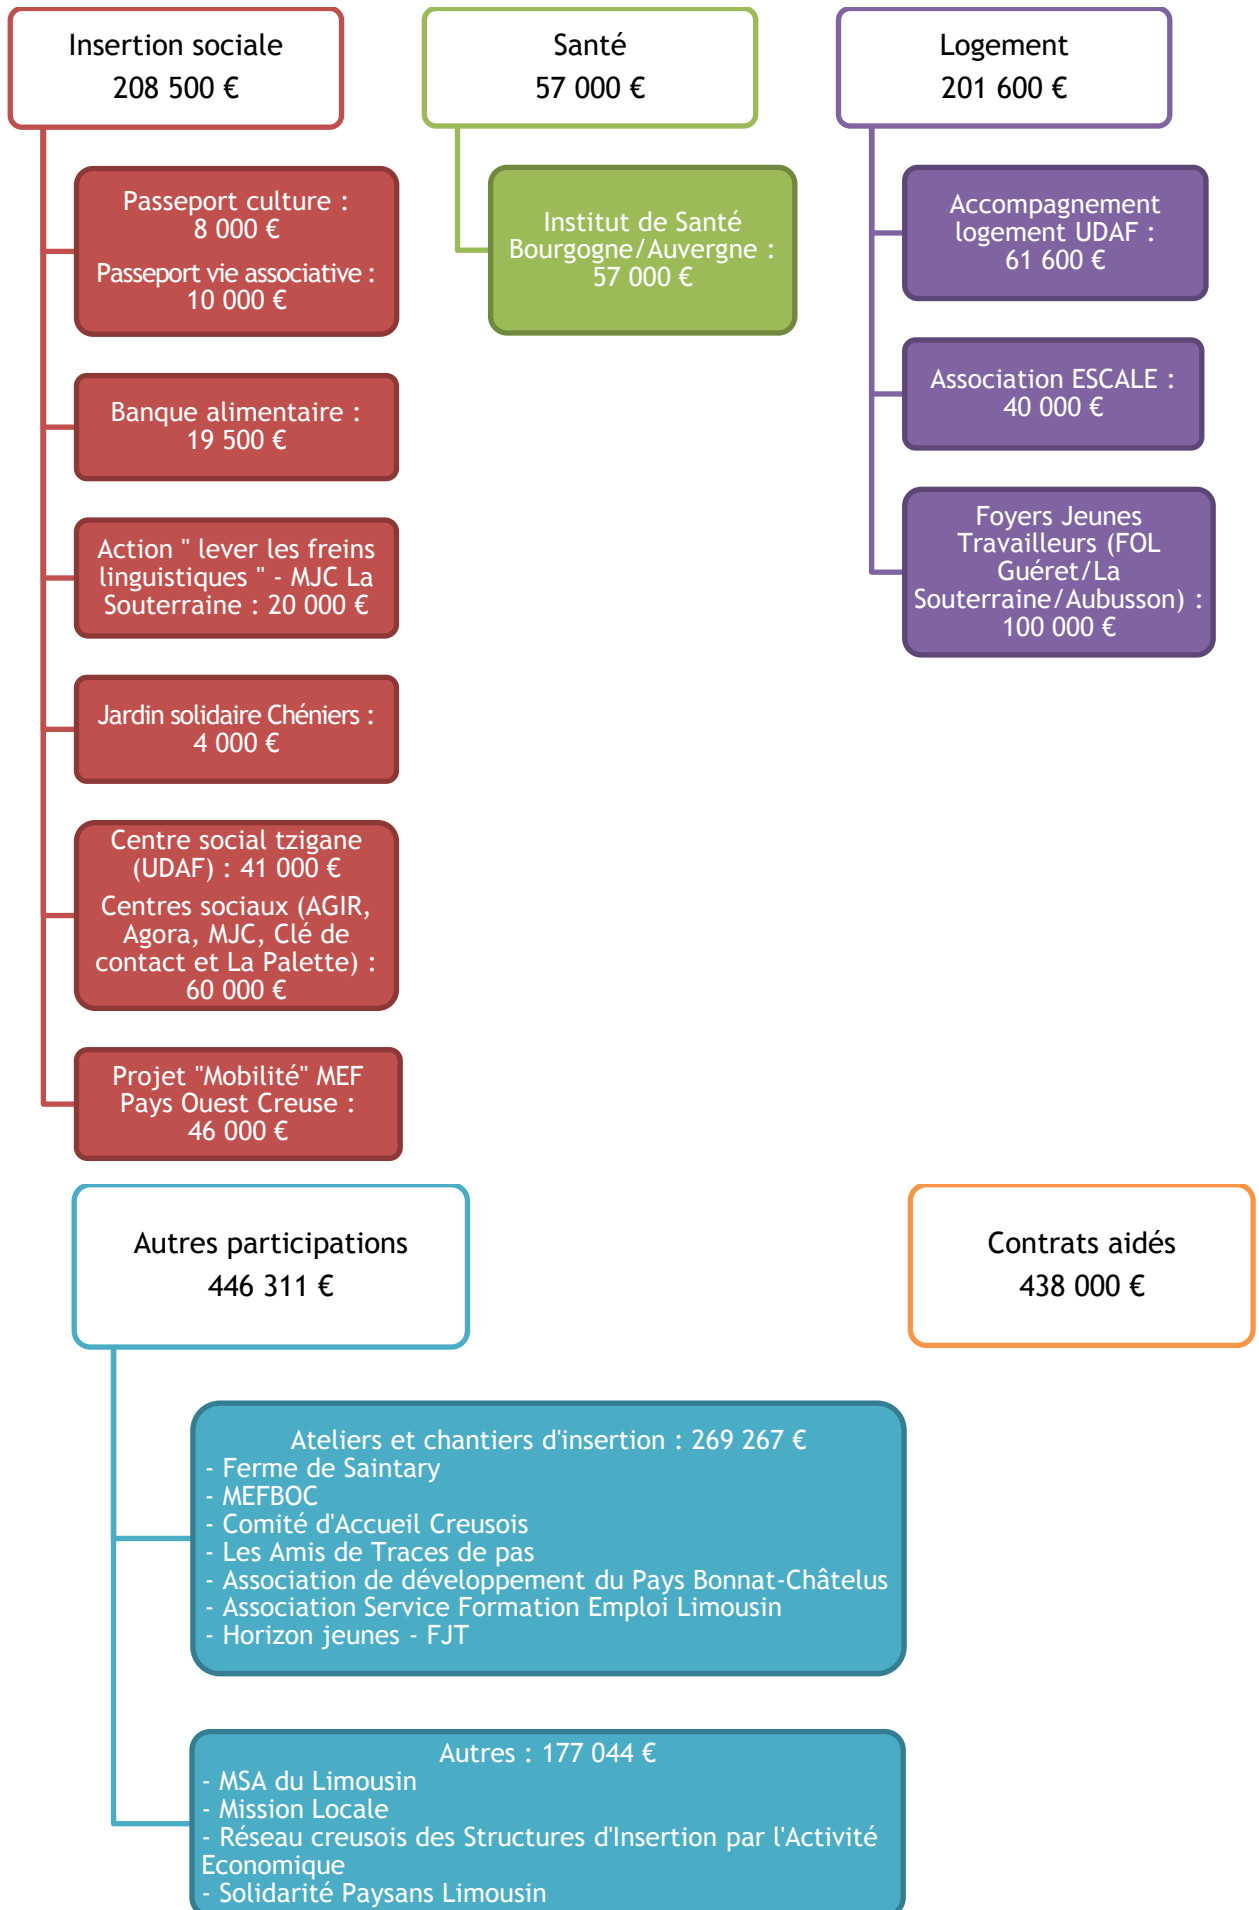 Insertion sociale
208 500 €
Passeport culture :
8 000 €
Passeport vie associative :
10 000 €
Banque alimentaire :
19 500 €
Action " lever les freins
linguistiques " - MJC La
Souterraine : 20 000 €
Jardin solidaire Chéniers :
4 000 €
Centre social tzigane
(UDAF) : 41 000 €
Centres sociaux (AGIR,
Agora, MJC, Clé de
contact et La Palette) :
60 000 €
Projet "Mobilité" MEF
Pays Ouest Creuse :
46 000 €
Santé
57 000 €
Institut de Santé
Bourgogne/Auvergne :
57 000 €
Logement
201 600 €
Accompagnement
logement UDAF :
61 600 €
Association ESCALE :
40 000 €
Foyers Jeunes
Travailleurs (FOL
Guéret/La
Souterraine/Aubusson) :
100 000 €
Autres participations
446 311 €
Ateliers et chantiers d'insertion : 269 267 €
- Ferme de Saintary
- MEFBOC
- Comité d'Accueil Creusois
- Les Amis de Traces de pas
- Association de développement du Pays Bonnat-Châtelus
- Association Service Formation Emploi Limousin
- Horizon jeunes - FJT
Autres : 177 044 €
- MSA du Limousin
- Mission Locale
- Réseau creusois des Structures d'Insertion par l'Activité
Economique
- Solidarité Paysans Limousin
Contrats aidés
438 000 €